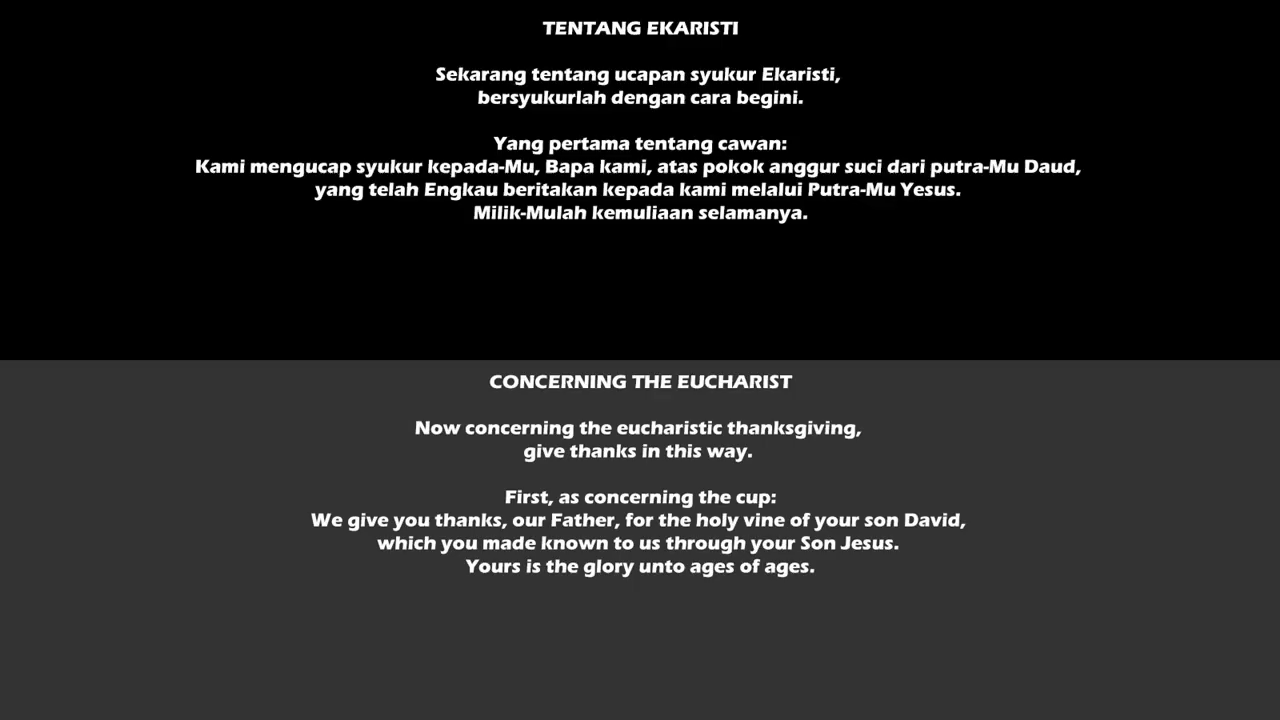 TENTANG EKARISTI
Sekarang tentang ucapan syukur Ekaristi,
bersyukurlah dengan cara begini.
Yang pertama tentang cawan:
Kami mengucap syukur kepada-Mu, Bapa kami, atas pokok anggur suci dari putra-Mu Daud,
yang telah Engkau beritakan kepada kami melalui Putra-Mu Yesus.
Milik-Mulah kemuliaan selamanya.
CONCERNING THE EUCHARIST
Now concerning the eucharistic thanksgiving,
give thanks in this way.
First, as concerning the cup:
We give you thanks, our Father, for the holy vine of your son David,
which you made known to us through your Son Jesus.
Yours is the glory unto ages of ages.